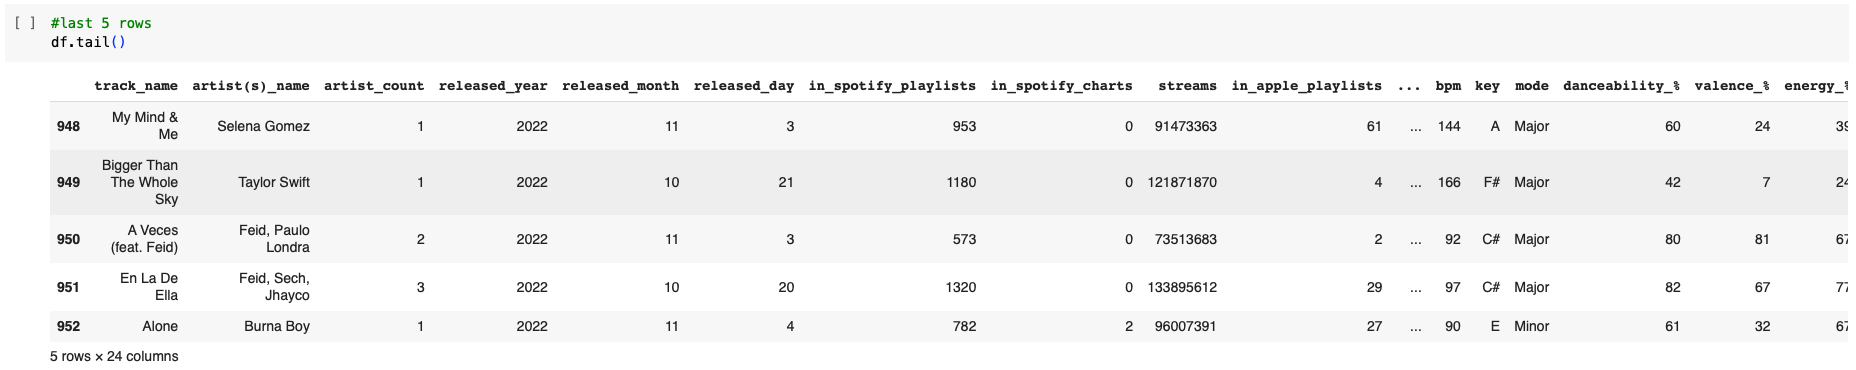 [ ] #last 5 rows
df.tail()
track_name artist(s)_name artist_count released_year released_month released_day in_spotify_playlists in_spotify_charts streams in_apple_playlists ... bpm key mode danceability_% valence_% energy_%
948 My Mind & Me Selena Gomez 1 2022 11 3 953 0 91473363 61 ... 144 A Major 60 24 39
949 Bigger Than The Whole Sky Taylor Swift 1 2022 10 21 1180 0 121871870 4 ... 166 F# Major 42 7 24
950 A Veces (feat. Feid) Feid, Paulo Londra 2 2022 11 3 573 0 73513683 2 ... 92 C# Major 80 81 67
951 En La De Ella Feid, Sech, Jhayco 3 2022 10 20 1320 0 133895612 29 ... 97 C# Major 82 67 77
952 Alone Burna Boy 1 2022 11 4 782 2 96007391 27 ... 90 E Minor 61 32 67
5 rows × 24 columns